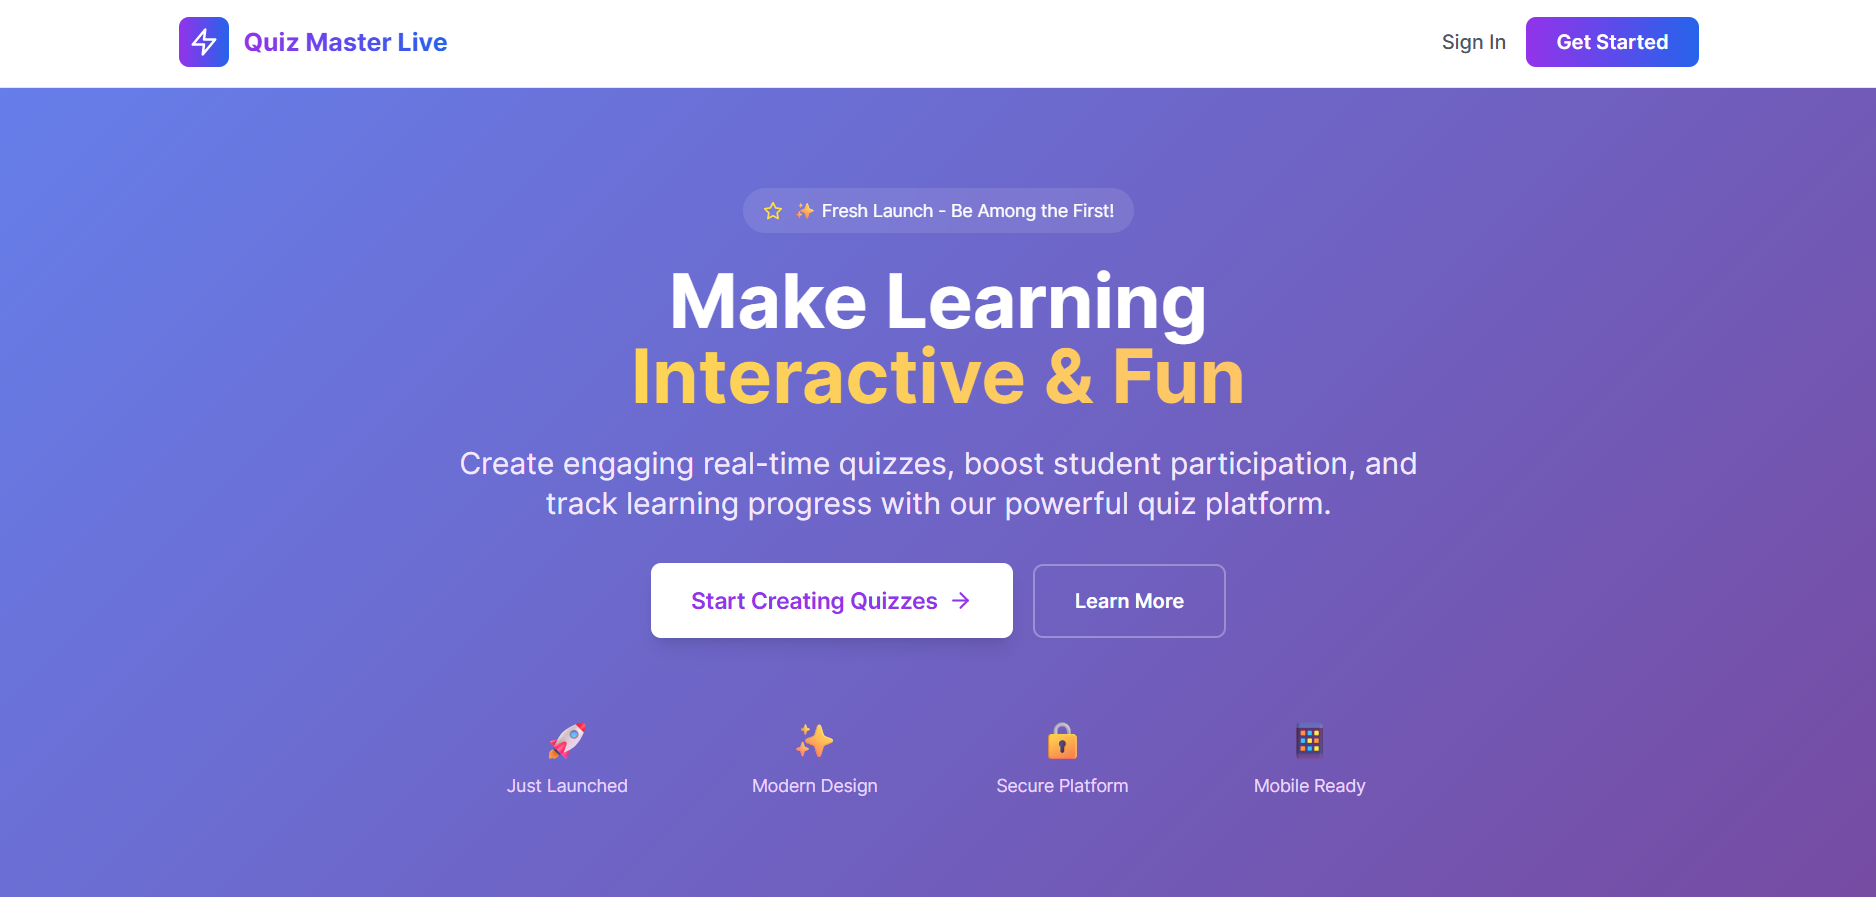 Quiz Master Live
Sign In
Get Started
✨ Fresh Launch - Be Among the First!
Make Learning
Interactive & Fun
Create engaging real-time quizzes, boost student participation, and
track learning progress with our powerful quiz platform.
Start Creating Quizzes →
Learn More
Just Launched
Modern Design
Secure Platform
Mobile Ready